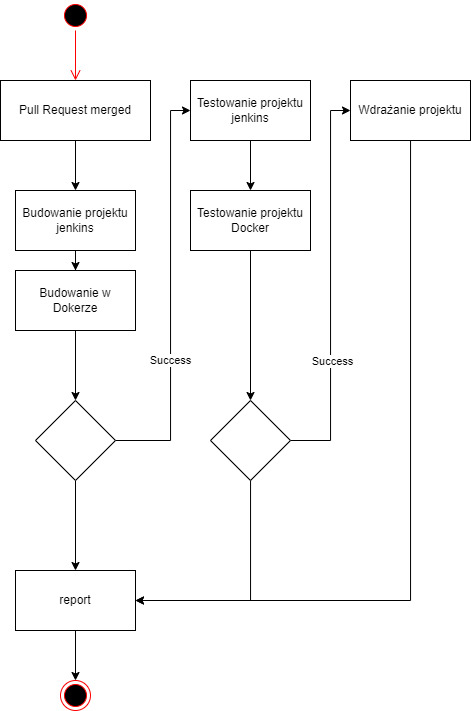 Pull Request merged
Budowanie projektu
jenkins
Budowanie w
Dokerze
Success
Testowanie projektu
jenkins
Testowanie projektu
Docker
Success
Wdrażanie projektu
report